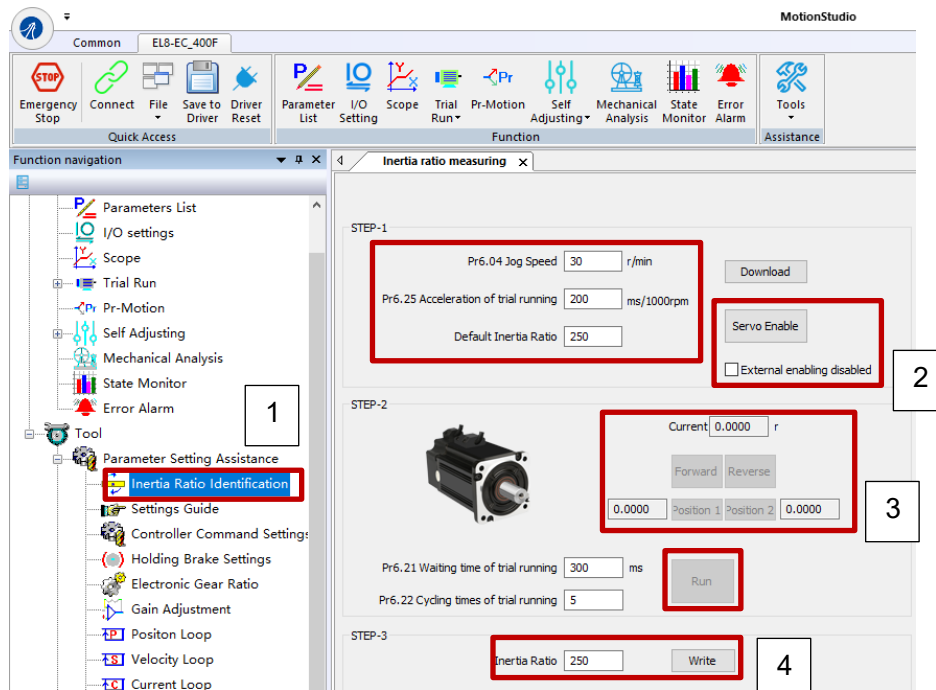 MotionStudio
Common EL8-EC_400F
STOP
Emergency Stop Connect File Save to Driver Driver Reset Parameter List I/O Setting Scope Trial Run Pr-Motion Self Adjusting Mechanical Analysis State Monitor Error Alarm Tools
Quick Access Function Assistance
Function navigation
Inertia ratio measuring
Parameters List
I/O settings
Scope
Trial Run
Pr-Motion
Self Adjusting
Mechanical Analysis
State Monitor
Error Alarm
1
Tool
Parameter Setting Assistance
Inertia Ratio Identification
Settings Guide
Controller Command Settings
Holding Brake Settings
Electronic Gear Ratio
Gain Adjustment
Positon Loop
Velocity Loop
Current Loop
STEP-1
Pr6.04 Jog Speed 30 r/min
Download
Pr6.25 Acceleration of trial running 200 ms/1000rpm
Default Inertia Ratio 250
Servo Enable
External enabling disabled
2
STEP-2
Current 0.0000 r
Forward Reverse
0.0000 Position 1 Position 2 0.0000
3
Pr6.21 Waiting time of trial running 300 ms
Run
Pr6.22 Cycling times of trial running 5
STEP-3
Inertia Ratio 250 Write
4